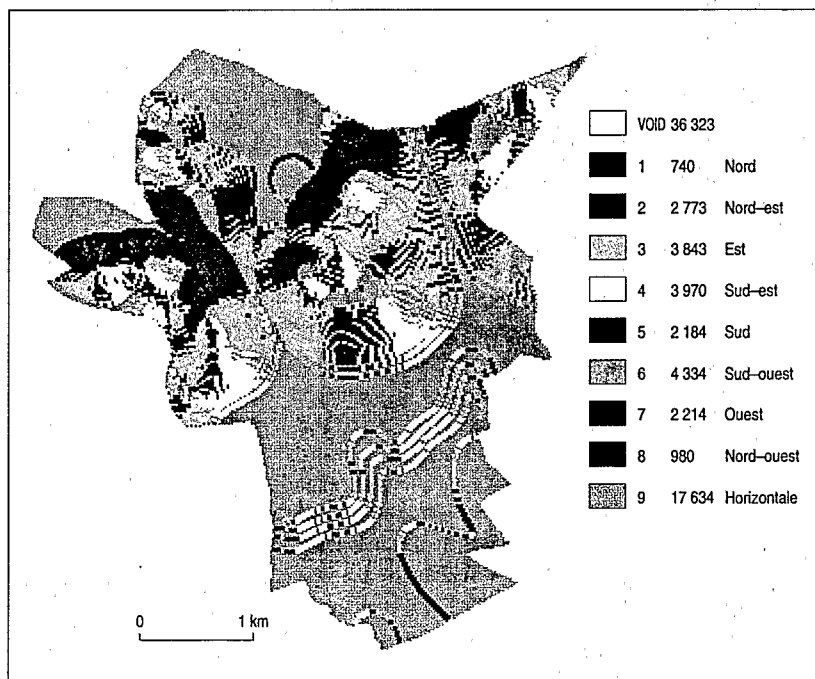 VOID 36 323
1 740 Nord
2 2 773 Nord–est
3 3 843 Est
4 3 970 Sud–est
5 2 184 Sud
6 4 334 Sud–ouest
7 2 214 Ouest
8 980 Nord–ouest
9 17 634 Horizontale
0 1 km